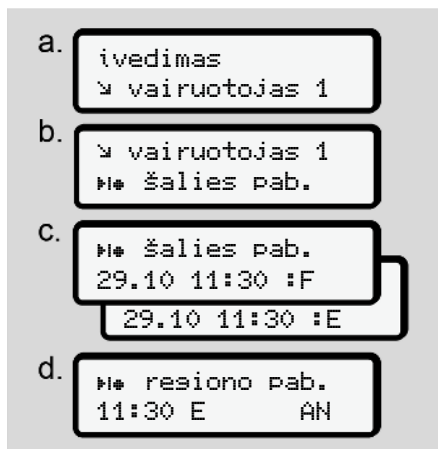 a.
ivedimas
↘ vairuotojas 1
b.
↘ vairuotojas 1
šalies pab.
c.
šalies pab.
29.10 11:30 :F
29.10 11:30 :E
d.
regiono pab.
11:30 E AN